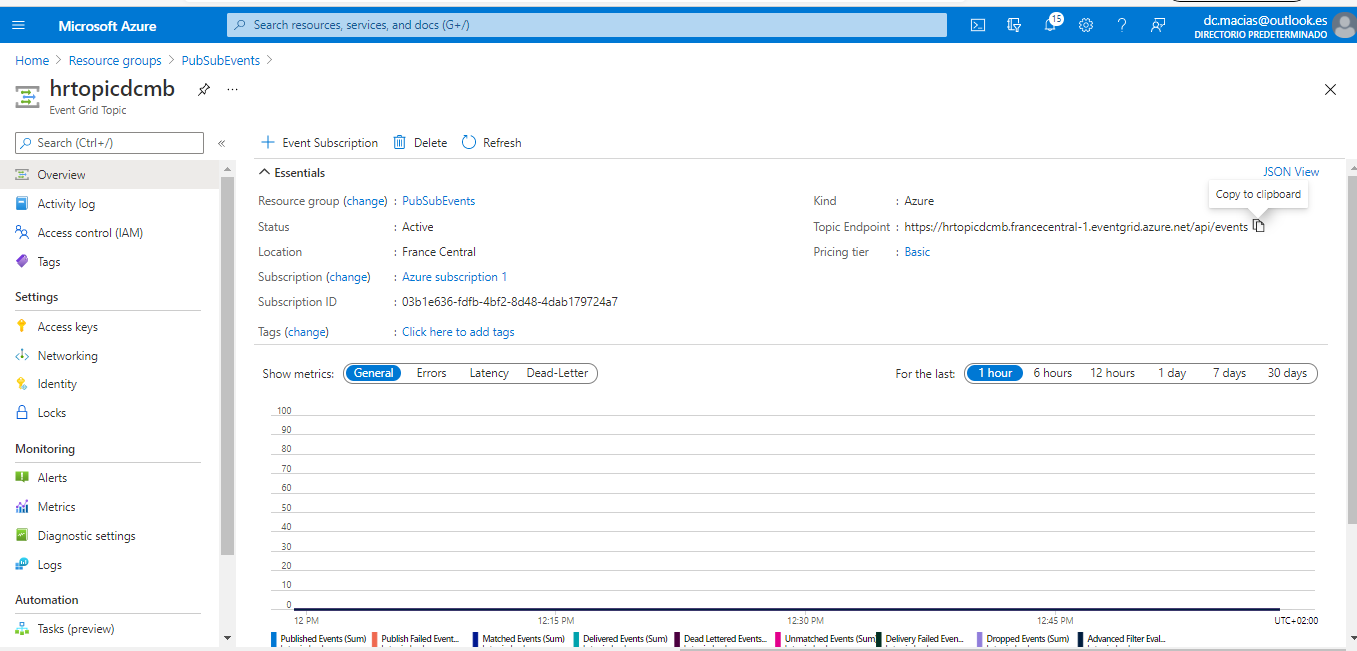 Microsoft Azure
Search resources, services, and docs (G+/)
15
dc.macias@outlook.es
DIRECTORIO PREDETERMINADO
Home > Resource groups > PubSubEvents >
hrtopicdcmb
Event Grid Topic
Search (Ctrl+/)
Overview
Activity log
Access control (IAM)
Tags
Settings
Access keys
Networking
Identity
Locks
Monitoring
Alerts
Metrics
Diagnostic settings
Logs
Automation
Tasks (preview)
Event Subscription Delete Refresh
Essentials
JSON View
Copy to clipboard
Resource group (change) : PubSubEvents
Status : Active
Location : France Central
Subscription (change) : Azure subscription 1
Subscription ID : 03b1e636-fdfb-4bf2-8d48-4dab179724a7
Tags (change) : Click here to add tags
Kind : Azure
Topic Endpoint : https://hrtopicdcmb.francecentral-1.eventgrid.azure.net/api/events
Pricing tier : Basic
Show metrics: General Errors Latency Dead-Letter
For the last: 1 hour 6 hours 12 hours 1 day 7 days 30 days
100
90
80
70
60
50
40
30
20
10
0
12 PM 12:15 PM 12:30 PM 12:45 PM UTC+02:00
Published Events (Sum) Publish Failed Event... Matched Events (Sum) Delivered Events (Sum) Dead Lettered Events... Unmatched Events (Sum) Delivery Failed Even... Dropped Events (Sum) Advanced Filter Eval...